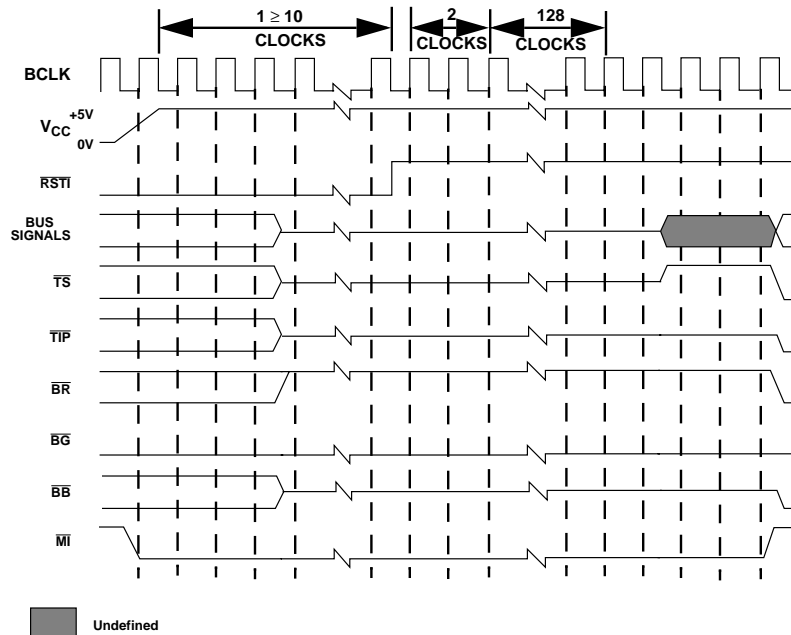 1 ≥ 10
CLOCKS
2
CLOCKS
128
CLOCKS
BCLK
+5V
VCC
0V
RSTI
BUS
SIGNALS
TS
TIP
BR
BG
BB
MI
Undefined